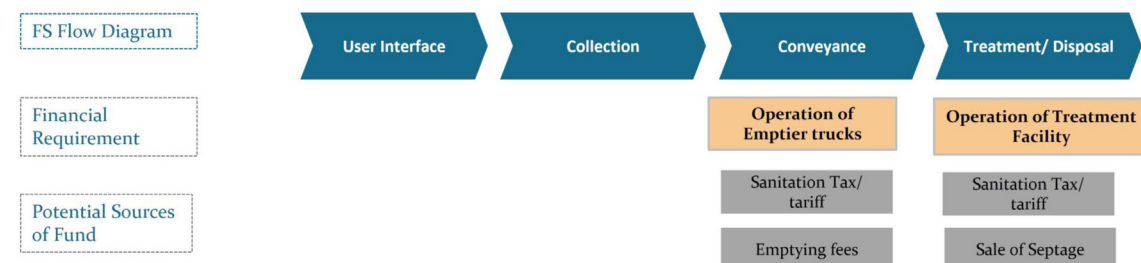 FS Flow Diagram
User Interface
Collection
Conveyance
Treatment/ Disposal
Financial
Requirement
Operation of
Emptier trucks
Operation of Treatment
Facility
Potential Sources
of Fund
Sanitation Tax/
tariff
Sanitation Tax/
tariff
Emptying fees
Sale of Septage